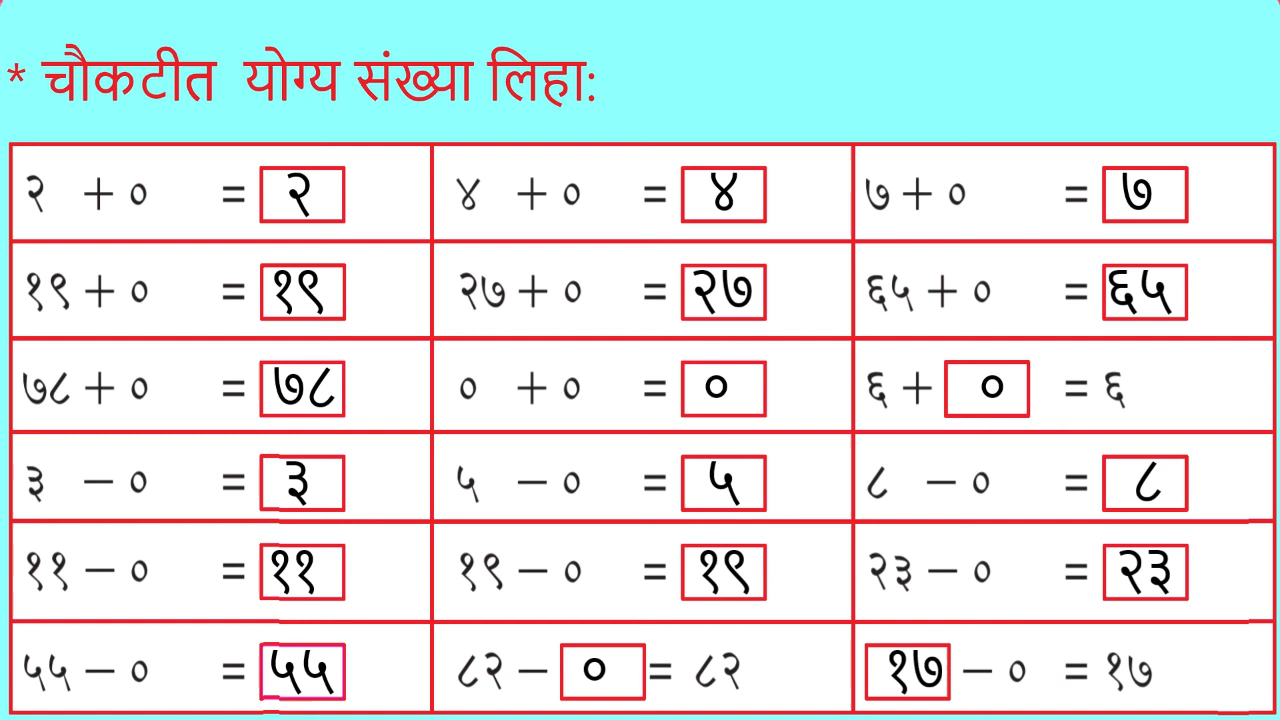 * चौकटीत योग्य संख्या लिहा:
२ + ० = २ ४ + ० = ४ ७ + ० = ७
१९ + ० = १९ २७ + ० = २७ ६५ + ० = ६५
७८ + ० = ७८ ० + ० = ० ६ + ० = ६
३ − ० = ३ ५ − ० = ५ ८ − ० = ८
११ − ० = ११ १९ − ० = १९ २३ − ० = २३
५५ − ० = ५५ ८२ − ० = ८२ १७ − ० = १७